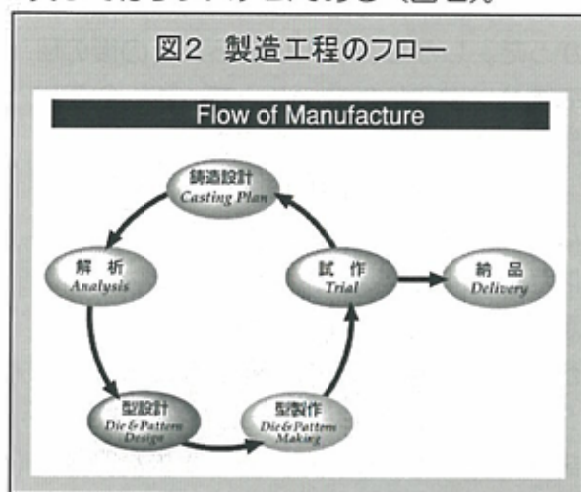 図2 製造工程のフロー
Flow of Manufacture
鋳造設計
Casting Plan
解析
Analysis
試作
Trial
納品
Delivery
型設計
Die & Pattern
Design
型製作
Die & Pattern
Making